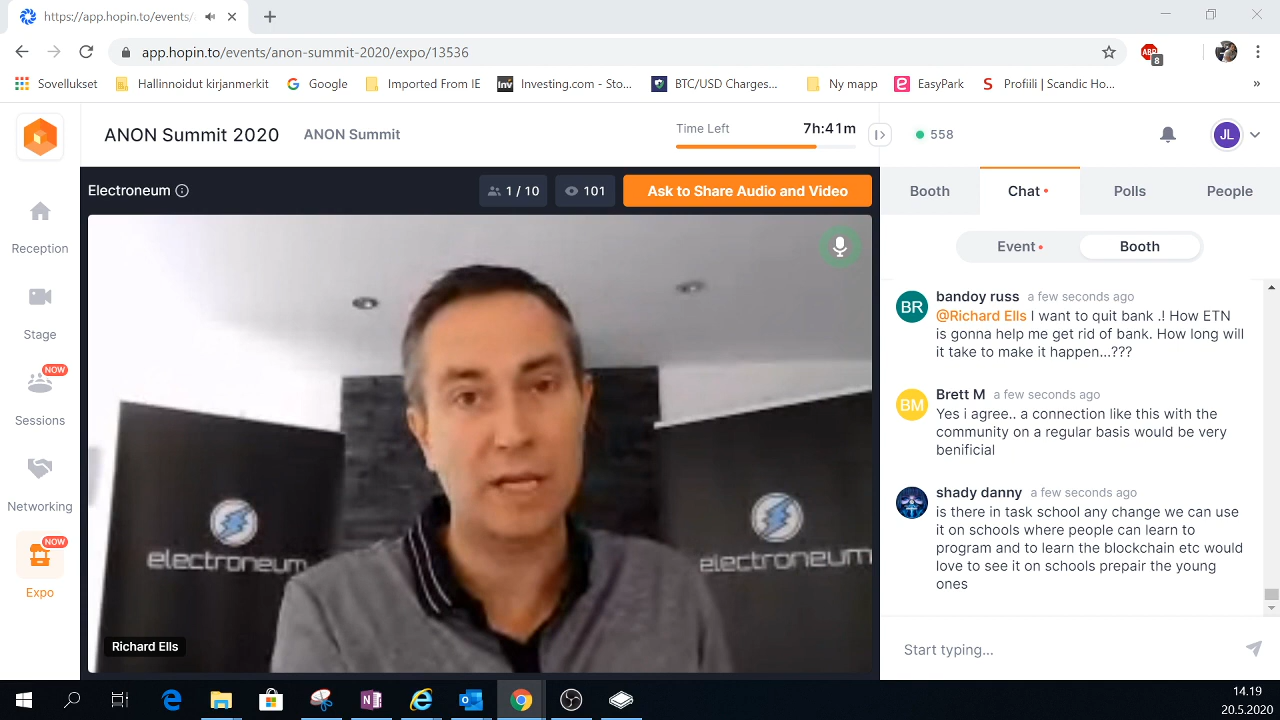 https://app.hopin.to/events/
app.hopin.to/events/anon-summit-2020/expo/13536
ABP
8
Sovellukset
Hallinnoidut kirjanmerkit
Google
Imported From IE
Inv
Investing.com - Sto...
BTC/USD Charges...
Ny mapp
EasyPark
S
Profiili | Scandic Ho...
»
ANON Summit 2020
ANON Summit
Time Left
7h:41m
558
JL
Electroneum
1 / 10
101
Ask to Share Audio and Video
Booth
Chat
Polls
People
Event
Booth
Reception
Stage
NOW
Sessions
Networking
NOW
Expo
electroneum
electroneum
Richard Ells
BR
bandoy russ a few seconds ago
@Richard Ells I want to quit bank .! How ETN
is gonna help me get rid of bank. How long will
it take to make it happen...???
BM
Brett M a few seconds ago
Yes i agree.. a connection like this with the
community on a regular basis would be very
benificial
shady danny a few seconds ago
is there in task school any change we can use
it on schools where people can learn to
program and to learn the blockchain etc would
love to see it on schools prepair the young
ones
Start typing...
14.19
20.5.2020